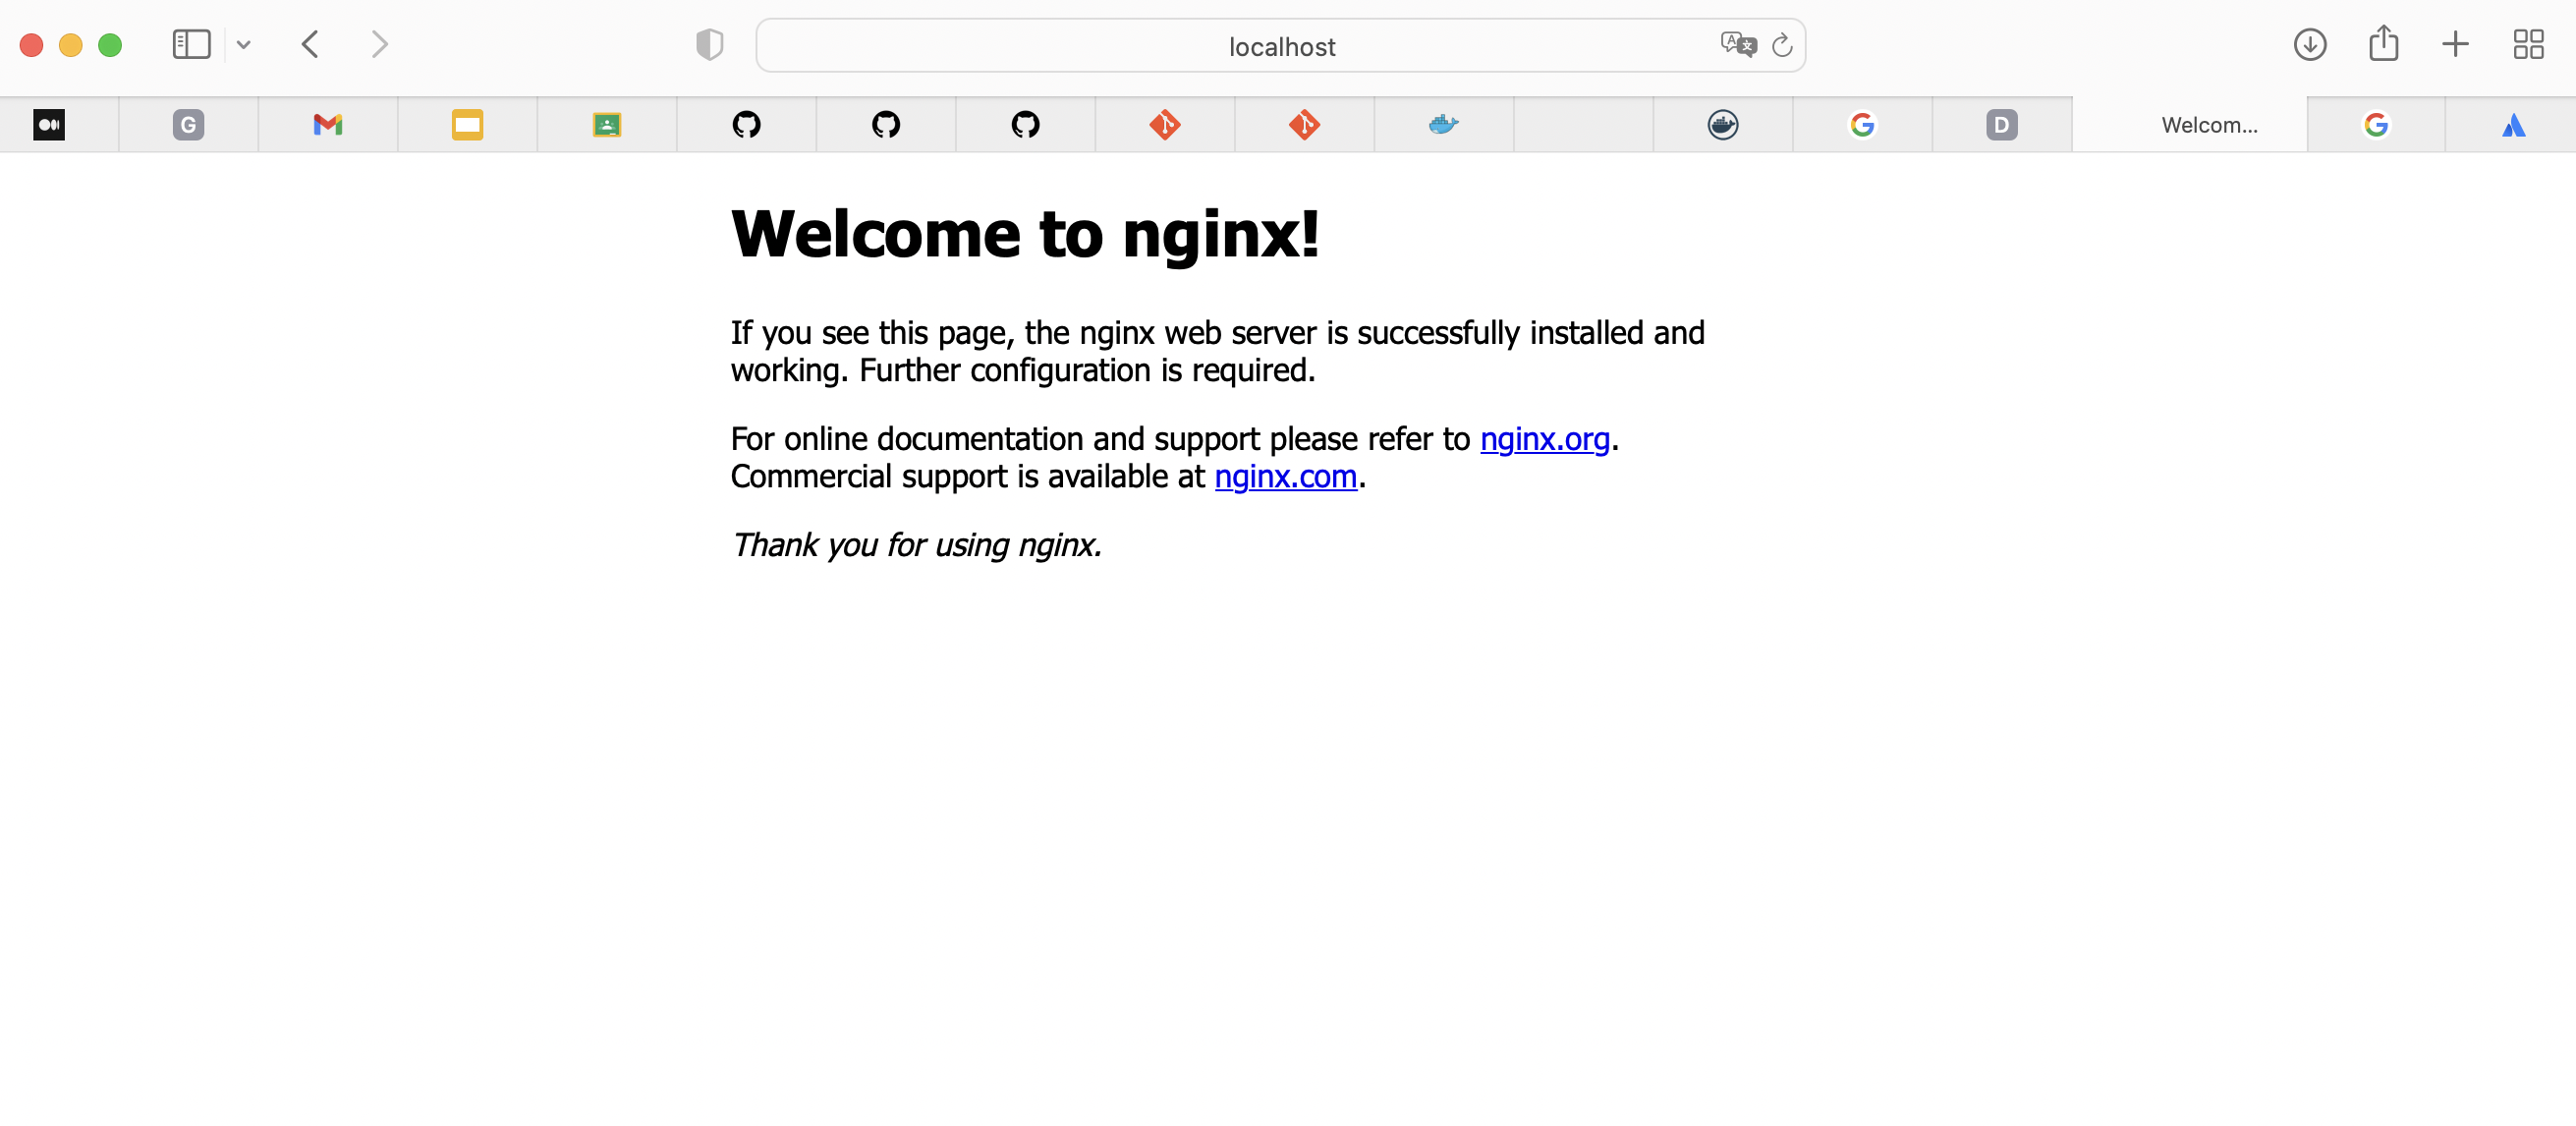 localhost
G
D
Welcom...
Welcome to nginx!
If you see this page, the nginx web server is successfully installed and
working. Further configuration is required.
For online documentation and support please refer to nginx.org.
Commercial support is available at nginx.com.
Thank you for using nginx.